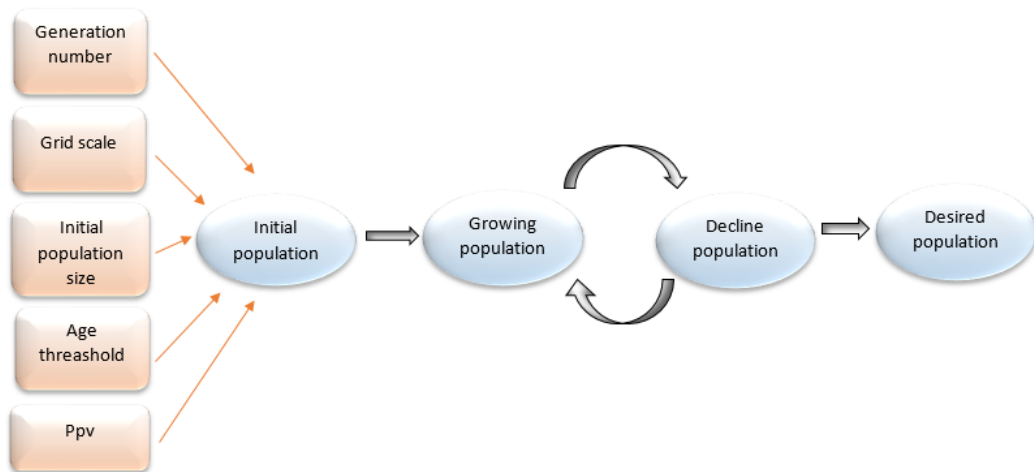 Generation
number
Grid scale
Initial
population
size
Age
threashold
Ppv
Initial
population
Growing
population
Decline
population
Desired
population